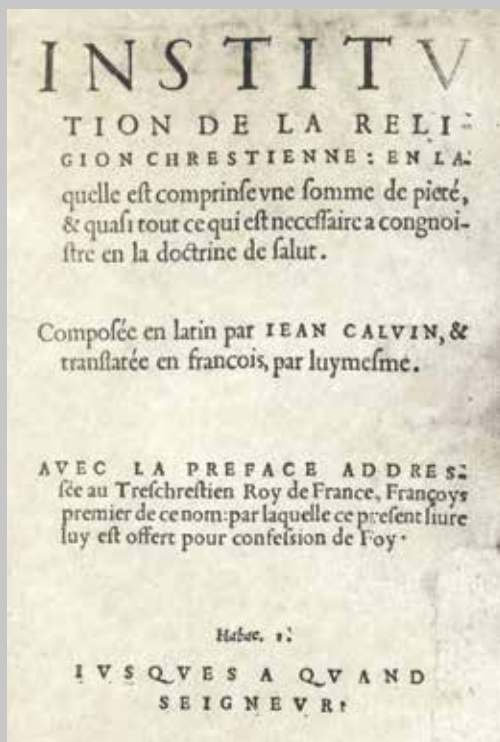 INSTITV
TION DE LA RELI-
GION CHRESTIENNE: EN LA-
quelle eſt comprinſe vne ſomme de pieté,
& quaſi tout ce qui eſt neceſſaire a congnoi-
ſtre en la doctrine de ſalut.
Compoſée en latin par IEAN CALVIN, &
tranſlatée en francois, par luymeſme.
AVEC LA PREFACE ADDRES-
ſée au Treſchreſtien Roy de France, Françoys
premier de ce nom: par laquelle ce preſent liure
luy eſt offert pour confeſsion de Foy.
Habac. 1.
IVSQVES A QVAND
SEIGNEVR?